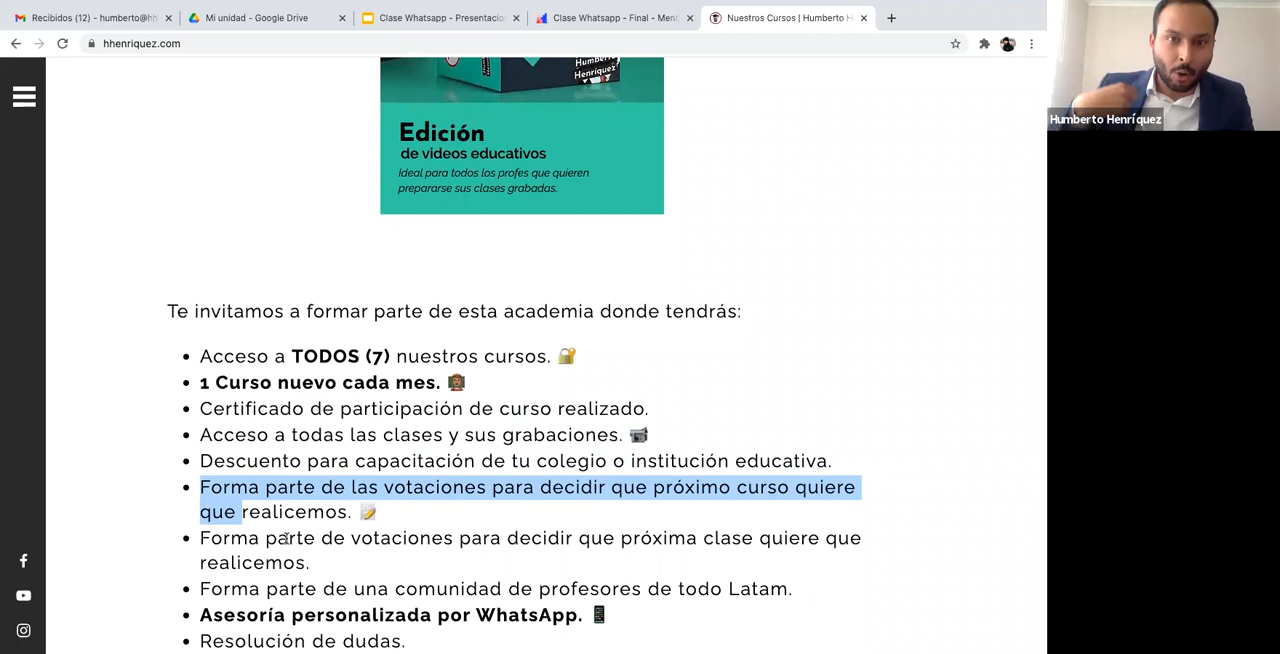 Recibidos (12) - humberto@hh
Mi unidad - Google Drive
Clase Whatsapp - Presentacio
Clase Whatsapp - Final - Ment
Nuestros Cursos | Humberto H
hhenriquez.com
Humberto
Henríquez
Edición
de videos educativos
Ideal para todos los profes que quieren
prepararse sus clases grabadas.
Humberto Henríquez
Te invitamos a formar parte de esta academia donde tendrás:
• Acceso a TODOS (7) nuestros cursos. 🔐
• 1 Curso nuevo cada mes. 👨🏽‍🏫
• Certificado de participación de curso realizado.
• Acceso a todas las clases y sus grabaciones. 📹
• Descuento para capacitación de tu colegio o institución educativa.
• Forma parte de las votaciones para decidir que próximo curso quiere
que realicemos. 📝
• Forma parte de votaciones para decidir que próxima clase quiere que
realicemos.
• Forma parte de una comunidad de profesores de todo Latam.
• Asesoría personalizada por WhatsApp. 📱
• Resolución de dudas.